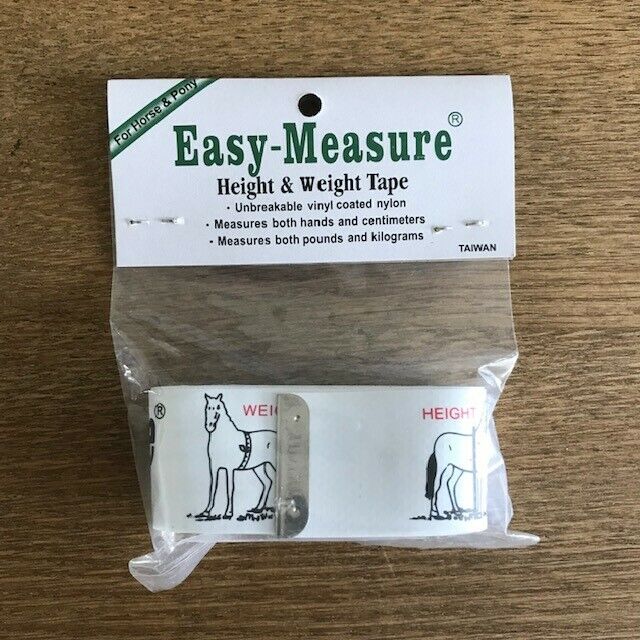 For Horse & Pony
Easy-Measure®
Height & Weight Tape
· Unbreakable vinyl coated nylon
· Measures both hands and centimeters
· Measures both pounds and kilograms
TAIWAN
®
WEIG
HEIGHT